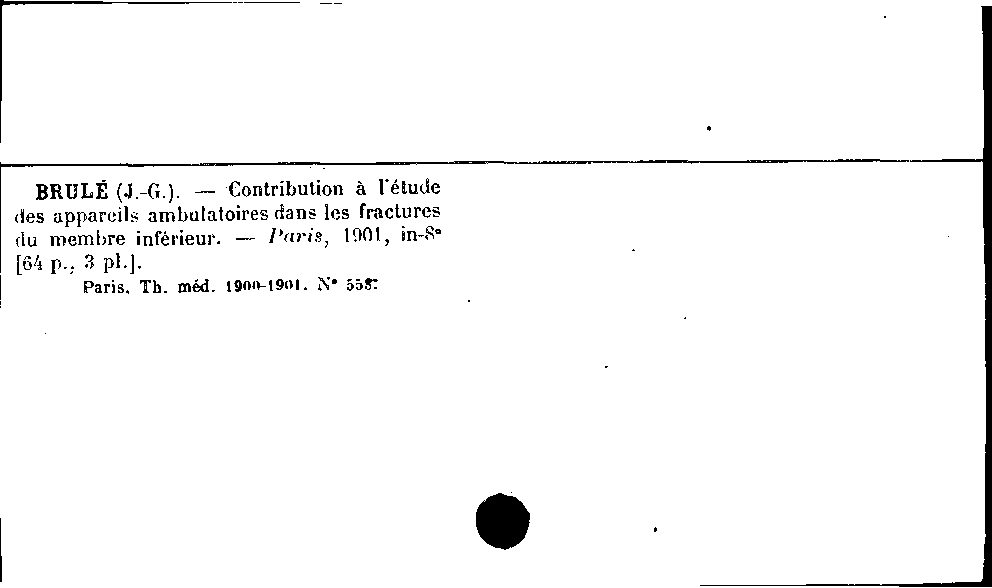 BRULÉ (J.-G.). — Contribution à l'étude
des appareils ambulatoires dans les fractures
du membre inférieur. — Paris, 1901, in-8°
[64 p., 3 pl.].
Paris. Th. méd. 1900-1901. N° 558.